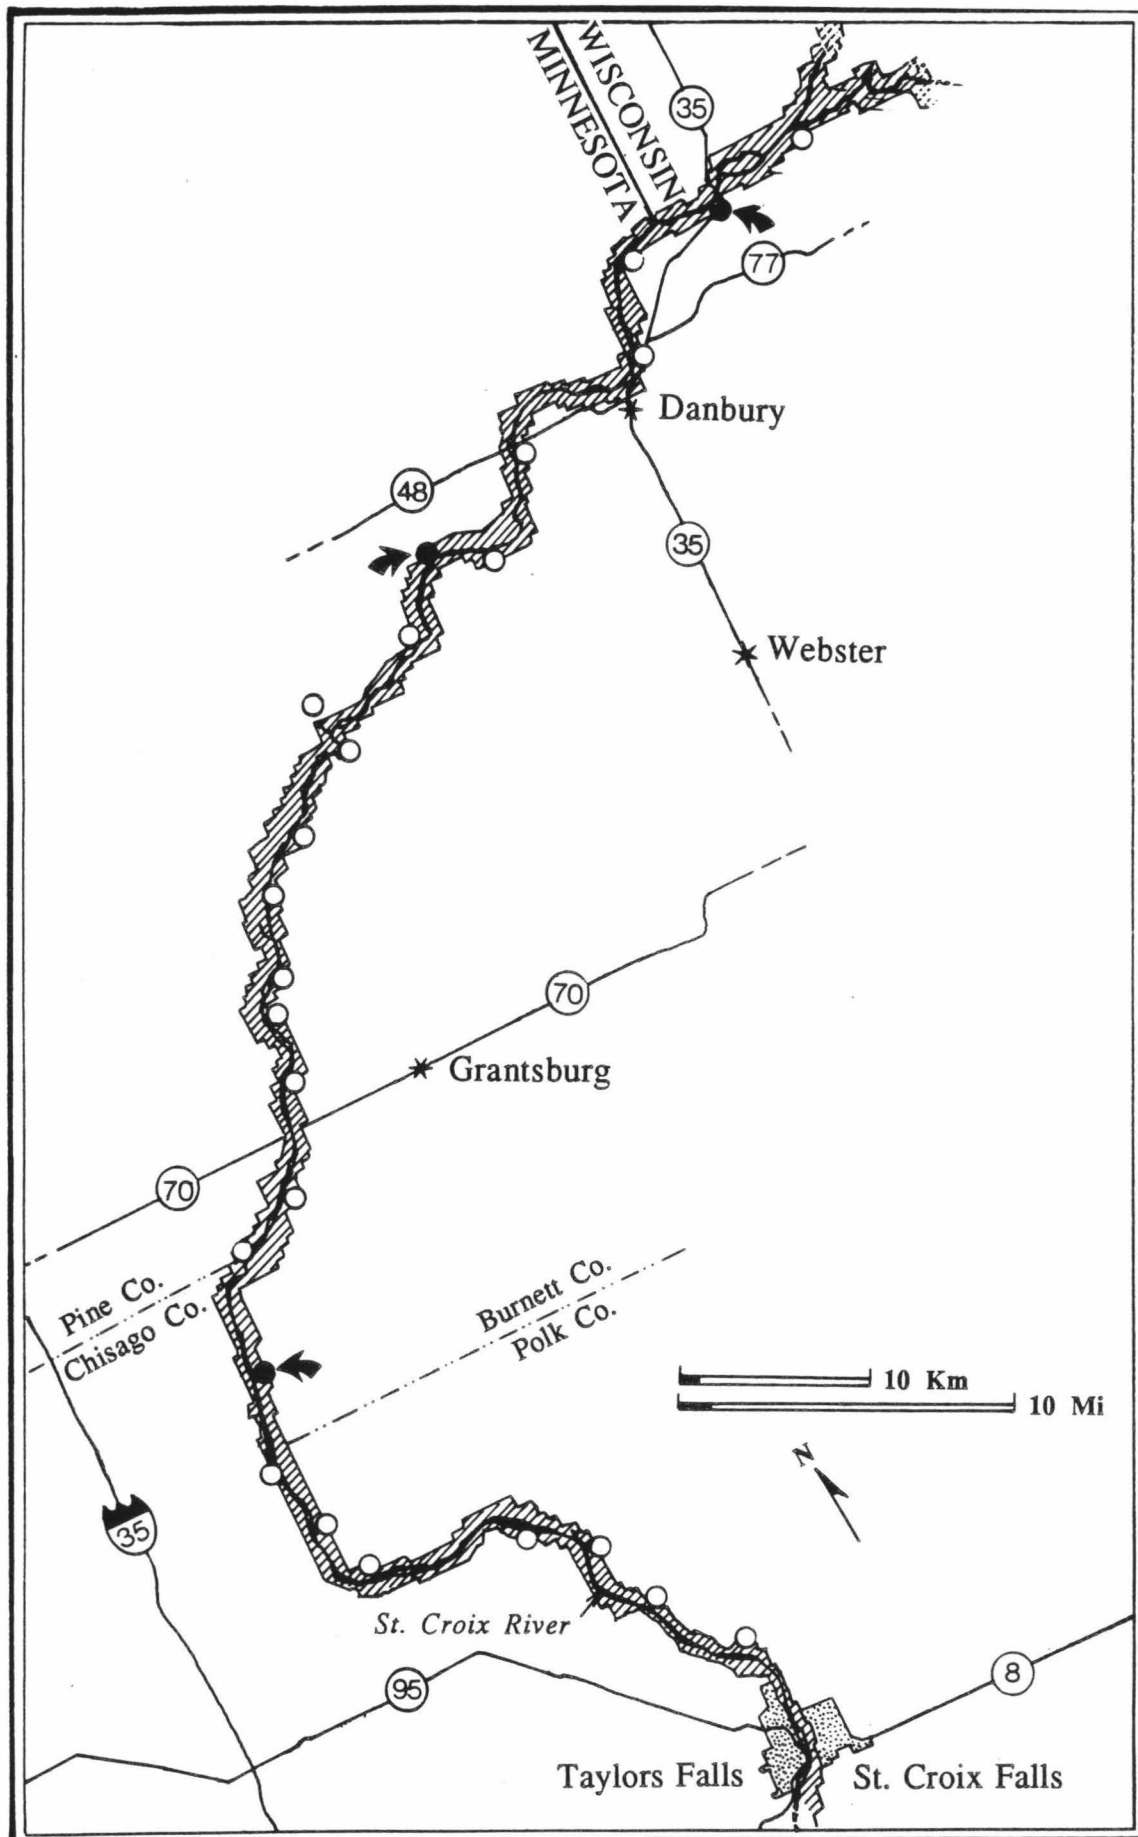 WISCONSIN
MINNESOTA
35
77
Danbury
48
35
Webster
70
Grantsburg
70
Pine Co.
Chisago Co.
Burnett Co.
Polk Co.
10 Km
10 Mi
N
35
St. Croix River
95
8
Taylors Falls
St. Croix Falls